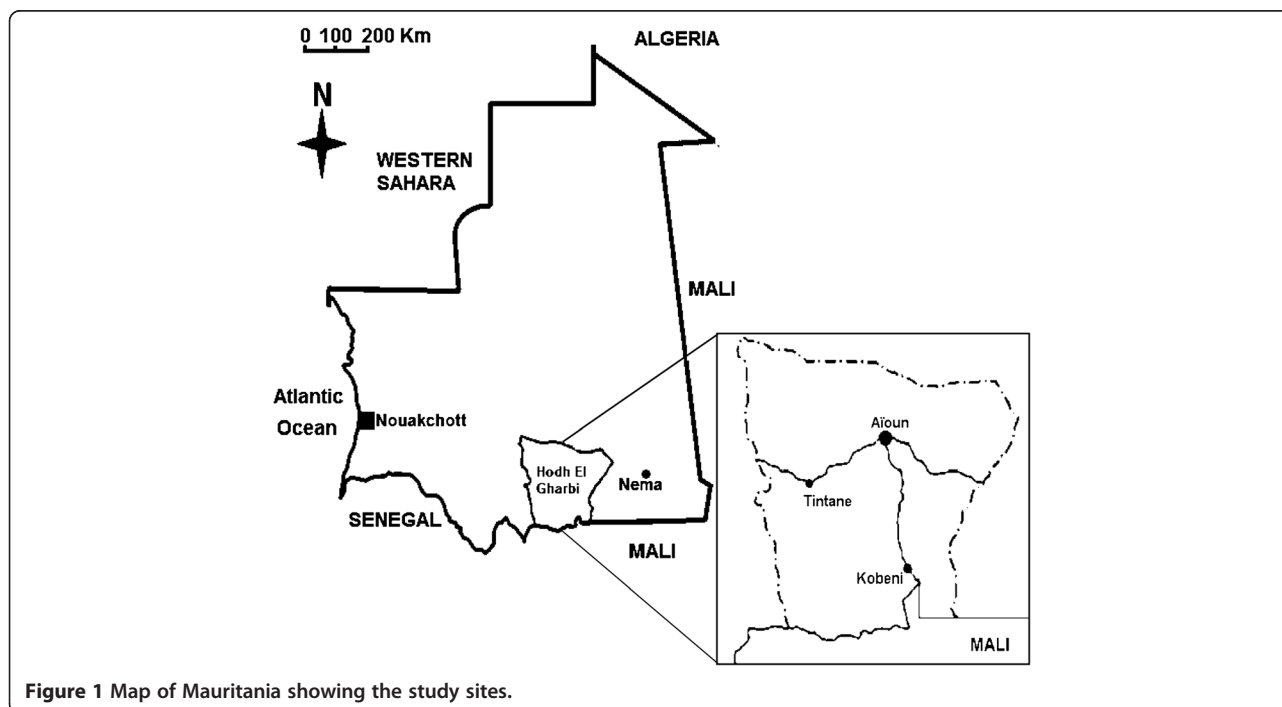 0 100 200 Km
ALGERIA
N
WESTERN
SAHARA
MALI
Atlantic
Ocean
Nouakchott
Hodh El
Gharbi
Nema
SENEGAL
MALI
Aïoun
Tintane
Kobeni
MALI
Figure 1 Map of Mauritania showing the study sites.